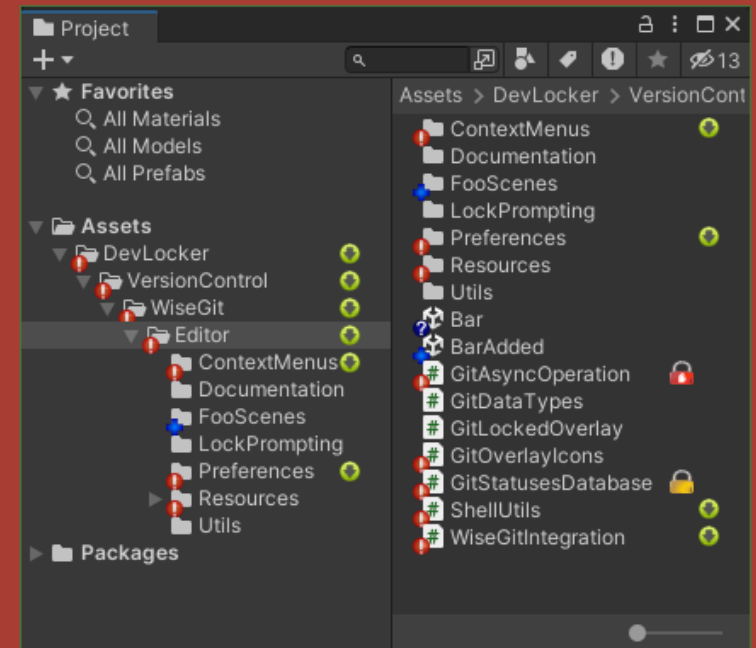 Project
13
Favorites
All Materials
All Models
All Prefabs
Assets
DevLocker
VersionControl
WiseGit
Editor
ContextMenus
Documentation
FooScenes
LockPrompting
Preferences
Resources
Utils
Packages
Assets > DevLocker > VersionCont
ContextMenus
Documentation
FooScenes
LockPrompting
Preferences
Resources
Utils
Bar
BarAdded
GitAsyncOperation
GitDataTypes
GitLockedOverlay
GitOverlayIcons
GitStatusesDatabase
ShellUtils
WiseGitIntegration